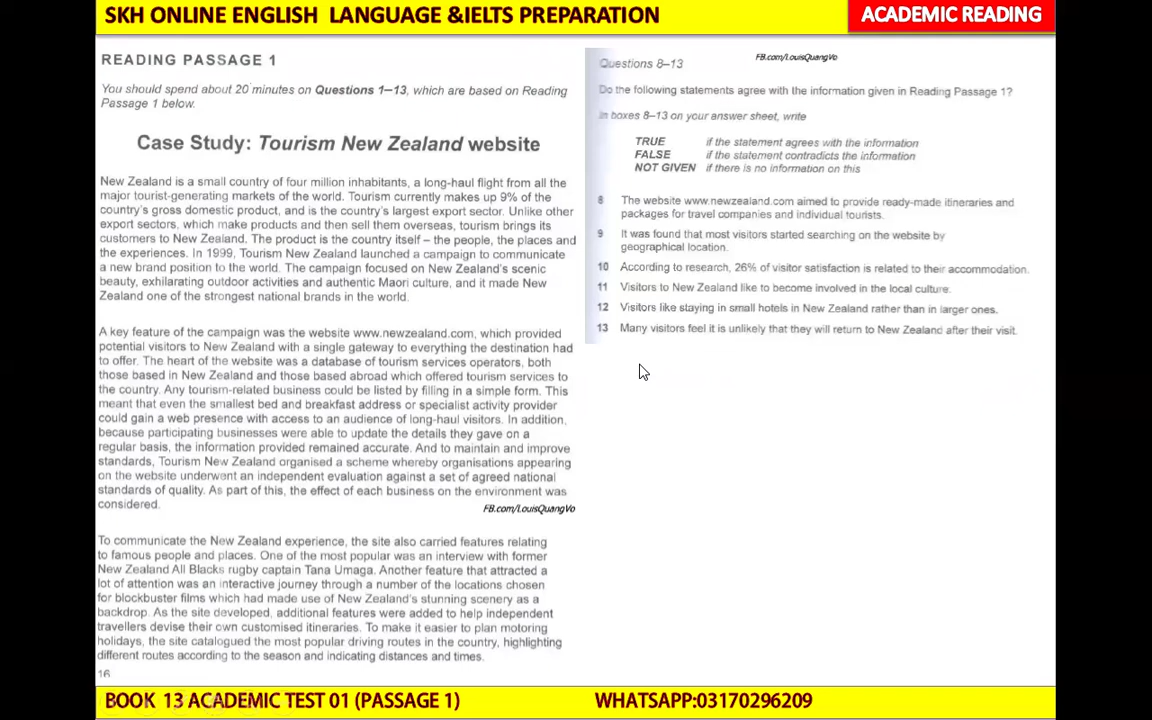 SKH ONLINE ENGLISH LANGUAGE &IELTS PREPARATION
ACADEMIC READING
READING PASSAGE 1
You should spend about 20 minutes on Questions 1–13, which are based on Reading
Passage 1 below.
Case Study: Tourism New Zealand website
New Zealand is a small country of four million inhabitants, a long-haul flight from all the
major tourist-generating markets of the world. Tourism currently makes up 9% of the
country's gross domestic product, and is the country's largest export sector. Unlike other
export sectors, which make products and then sell them overseas, tourism brings its
customers to New Zealand. The product is the country itself – the people, the places and
the experiences. In 1999, Tourism New Zealand launched a campaign to communicate
a new brand position to the world. The campaign focused on New Zealand's scenic
beauty, exhilarating outdoor activities and authentic Maori culture, and it made New
Zealand one of the strongest national brands in the world.
A key feature of the campaign was the website www.newzealand.com, which provided
potential visitors to New Zealand with a single gateway to everything the destination had
to offer. The heart of the website was a database of tourism services operators, both
those based in New Zealand and those based abroad which offered tourism services to
the country. Any tourism-related business could be listed by filling in a simple form. This
meant that even the smallest bed and breakfast address or specialist activity provider
could gain a web presence with access to an audience of long-haul visitors. In addition,
because participating businesses were able to update the details they gave on a
regular basis, the information provided remained accurate. And to maintain and improve
standards, Tourism New Zealand organised a scheme whereby organisations appearing
on the website underwent an independent evaluation against a set of agreed national
standards of quality. As part of this, the effect of each business on the environment was
considered.
FB.com/LouisQuangVo
To communicate the New Zealand experience, the site also carried features relating
to famous people and places. One of the most popular was an interview with former
New Zealand All Blacks rugby captain Tana Umaga. Another feature that attracted a
lot of attention was an interactive journey through a number of the locations chosen
for blockbuster films which had made use of New Zealand's stunning scenery as a
backdrop. As the site developed, additional features were added to help independent
travellers devise their own customised itineraries. To make it easier to plan motoring
holidays, the site catalogued the most popular driving routes in the country, highlighting
different routes according to the season and indicating distances and times.
16
FB.com/LouisQuangVo
Questions 8–13
Do the following statements agree with the information given in Reading Passage 1?
In boxes 8–13 on your answer sheet, write
TRUE if the statement agrees with the information
FALSE if the statement contradicts the information
NOT GIVEN if there is no information on this
8 The website www.newzealand.com aimed to provide ready-made itineraries and
packages for travel companies and individual tourists.
9 It was found that most visitors started searching on the website by
geographical location.
10 According to research, 26% of visitor satisfaction is related to their accommodation.
11 Visitors to New Zealand like to become involved in the local culture.
12 Visitors like staying in small hotels in New Zealand rather than in larger ones.
13 Many visitors feel it is unlikely that they will return to New Zealand after their visit.
BOOK 13 ACADEMIC TEST 01 (PASSAGE 1)
WHATSAPP:03170296209